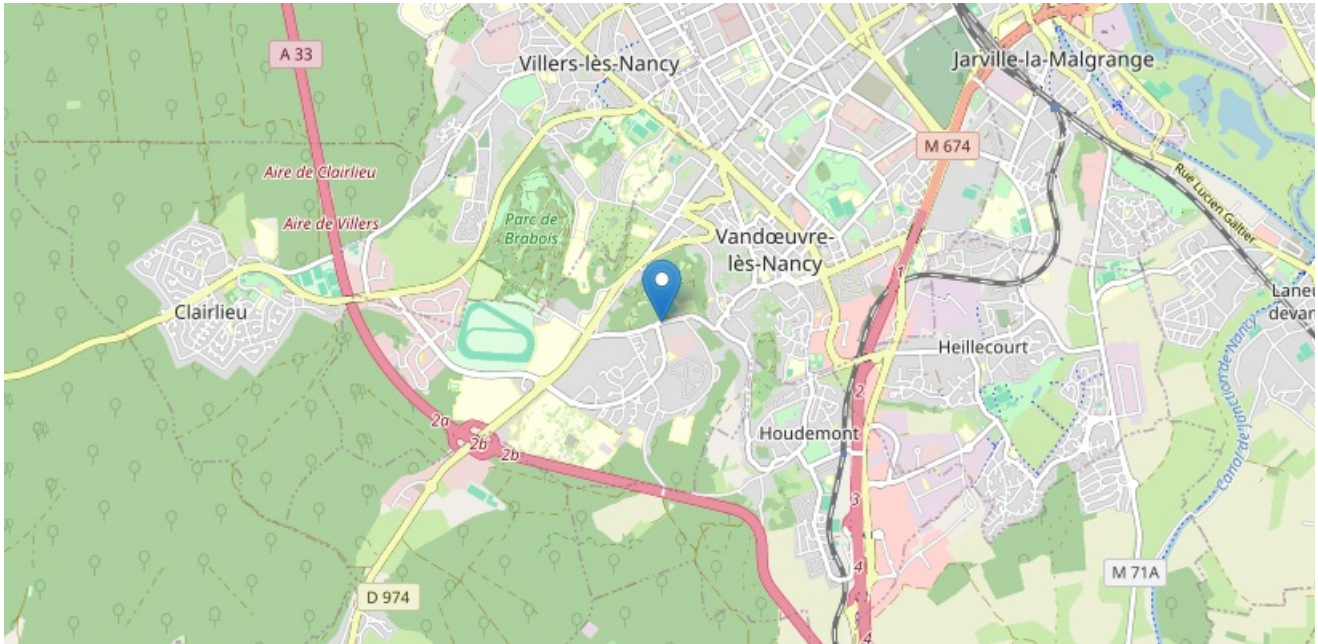 A 33
Villers-lès-Nancy
Jarville-la-Malgrange
M 674
Aire de Clairlieu
Rue Lucien Galtier
Aire de Villers
Parc de
Brabois
Vandœuvre-
lès-Nancy
1
Clairlieu
Laneu
devan
Heillecourt
Canal de jonction de Nancy
2
2a
2b
2b
Houdemont
3
4
M 71A
D 974
4